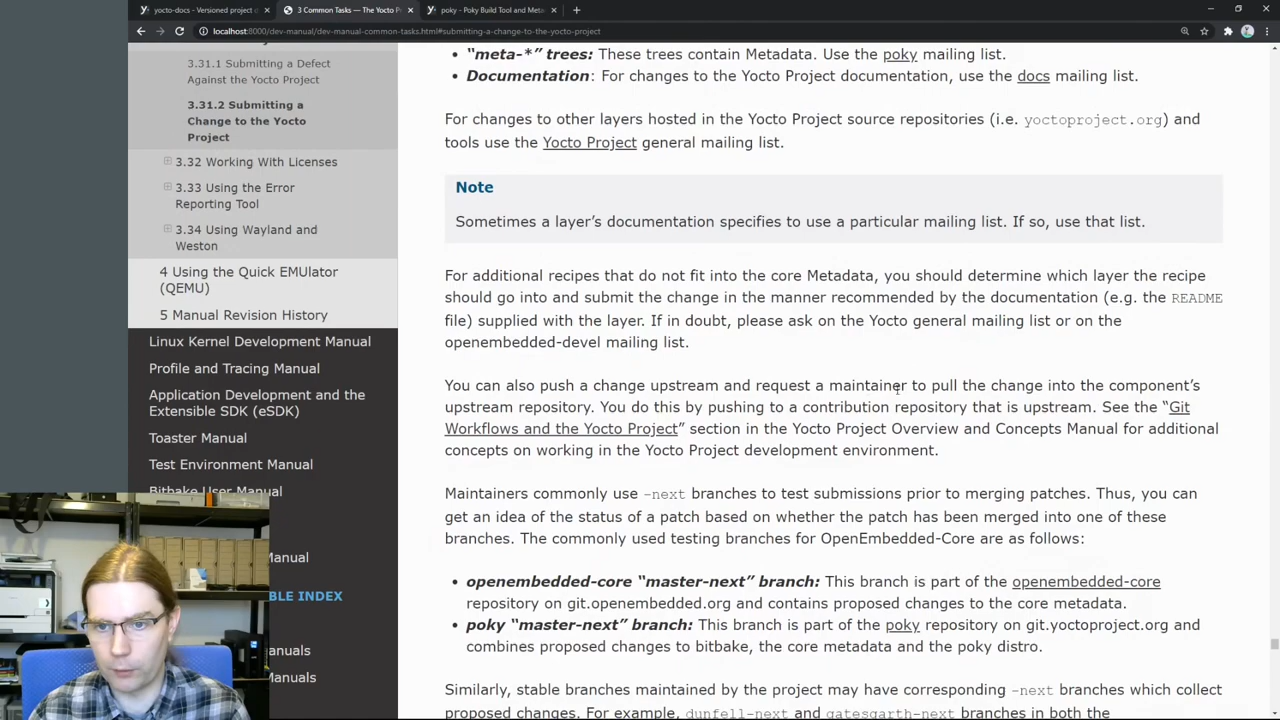 yocto-docs - Versioned project c
3 Common Tasks — The Yocto P
poky - Poky Build Tool and Meta
localhost:8000/dev-manual/dev-manual-common-tasks.html#submitting-a-change-to-the-yocto-project
3.31.1 Submitting a Defect
Against the Yocto Project
3.31.2 Submitting a
Change to the Yocto
Project
3.32 Working With Licenses
3.33 Using the Error
Reporting Tool
3.34 Using Wayland and
Weston
4 Using the Quick EMUlator
(QEMU)
5 Manual Revision History
Linux Kernel Development Manual
Profile and Tracing Manual
Application Development and the
Extensible SDK (eSDK)
Toaster Manual
Test Environment Manual
Bitbake User Manual
Manual
BLE INDEX
anuals
Manuals
• “meta-*” trees: These trees contain Metadata. Use the poky mailing list.
• Documentation: For changes to the Yocto Project documentation, use the docs mailing list.
For changes to other layers hosted in the Yocto Project source repositories (i.e. yoctoproject.org) and
tools use the Yocto Project general mailing list.
Note
Sometimes a layer’s documentation specifies to use a particular mailing list. If so, use that list.
For additional recipes that do not fit into the core Metadata, you should determine which layer the recipe
should go into and submit the change in the manner recommended by the documentation (e.g. the README
file) supplied with the layer. If in doubt, please ask on the Yocto general mailing list or on the
openembedded-devel mailing list.
You can also push a change upstream and request a maintainer to pull the change into the component’s
upstream repository. You do this by pushing to a contribution repository that is upstream. See the “Git
Workflows and the Yocto Project” section in the Yocto Project Overview and Concepts Manual for additional
concepts on working in the Yocto Project development environment.
Maintainers commonly use -next branches to test submissions prior to merging patches. Thus, you can
get an idea of the status of a patch based on whether the patch has been merged into one of these
branches. The commonly used testing branches for OpenEmbedded-Core are as follows:
• openembedded-core “master-next” branch: This branch is part of the openembedded-core
repository on git.openembedded.org and contains proposed changes to the core metadata.
• poky “master-next” branch: This branch is part of the poky repository on git.yoctoproject.org and
combines proposed changes to bitbake, the core metadata and the poky distro.
Similarly, stable branches maintained by the project may have corresponding -next branches which collect
proposed changes. For example, dunfell-next and gatesgarth-next branches in both the